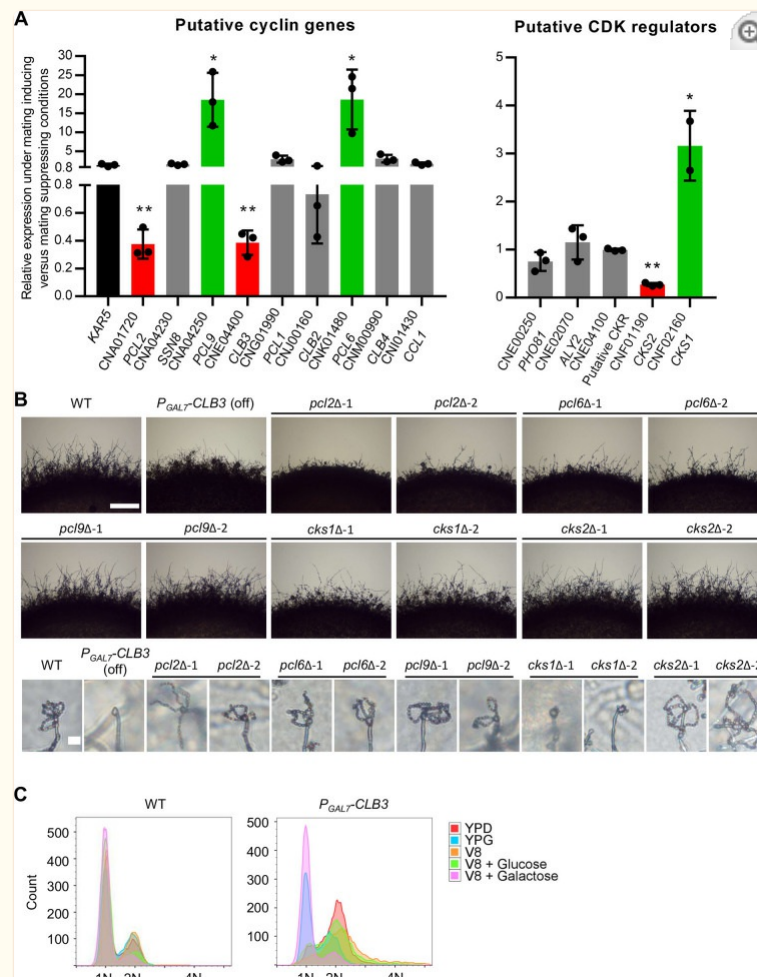 A
Putative cyclin genes
Putative CDK regulators
Relative expression under mating inducing
versus mating suppressing conditions
30
25
20
15
10
5
0.8
0.8
0.6
0.4
0.2
0.0
** * ** *
KAR5
CNA01720
PCL2
CNA04230
SSN8
CNA04250
PCL9
CNE04400
CLB3
CNG01990
PCL1
CNJ00160
CLB2
CNK01480
PCL6
CNM00990
CLB4
CNI01430
CCL1
5
4
3
2
1
0
** *
CNE00250
PHO81
CNE02070
ALY2
CNE04100
Putative CKR
CNF01190
CKS2
CNF02160
CKS1
B
WT PGAL7-CLB3 (off) pcl2Δ-1 pcl2Δ-2 pcl6Δ-1 pcl6Δ-2
pcl9Δ-1 pcl9Δ-2 cks1Δ-1 cks1Δ-2 cks2Δ-1 cks2Δ-2
WT PGAL7-CLB3 (off) pcl2Δ-1 pcl2Δ-2 pcl6Δ-1 pcl6Δ-2 pcl9Δ-1 pcl9Δ-2 cks1Δ-1 cks1Δ-2 cks2Δ-1 cks2Δ-2
C
WT PGAL7-CLB3
Count
500
400
300
200
100
1N 2N 4N
500
400
300
200
100
1N 2N 4N
YPD
YPG
V8
V8 + Glucose
V8 + Galactose